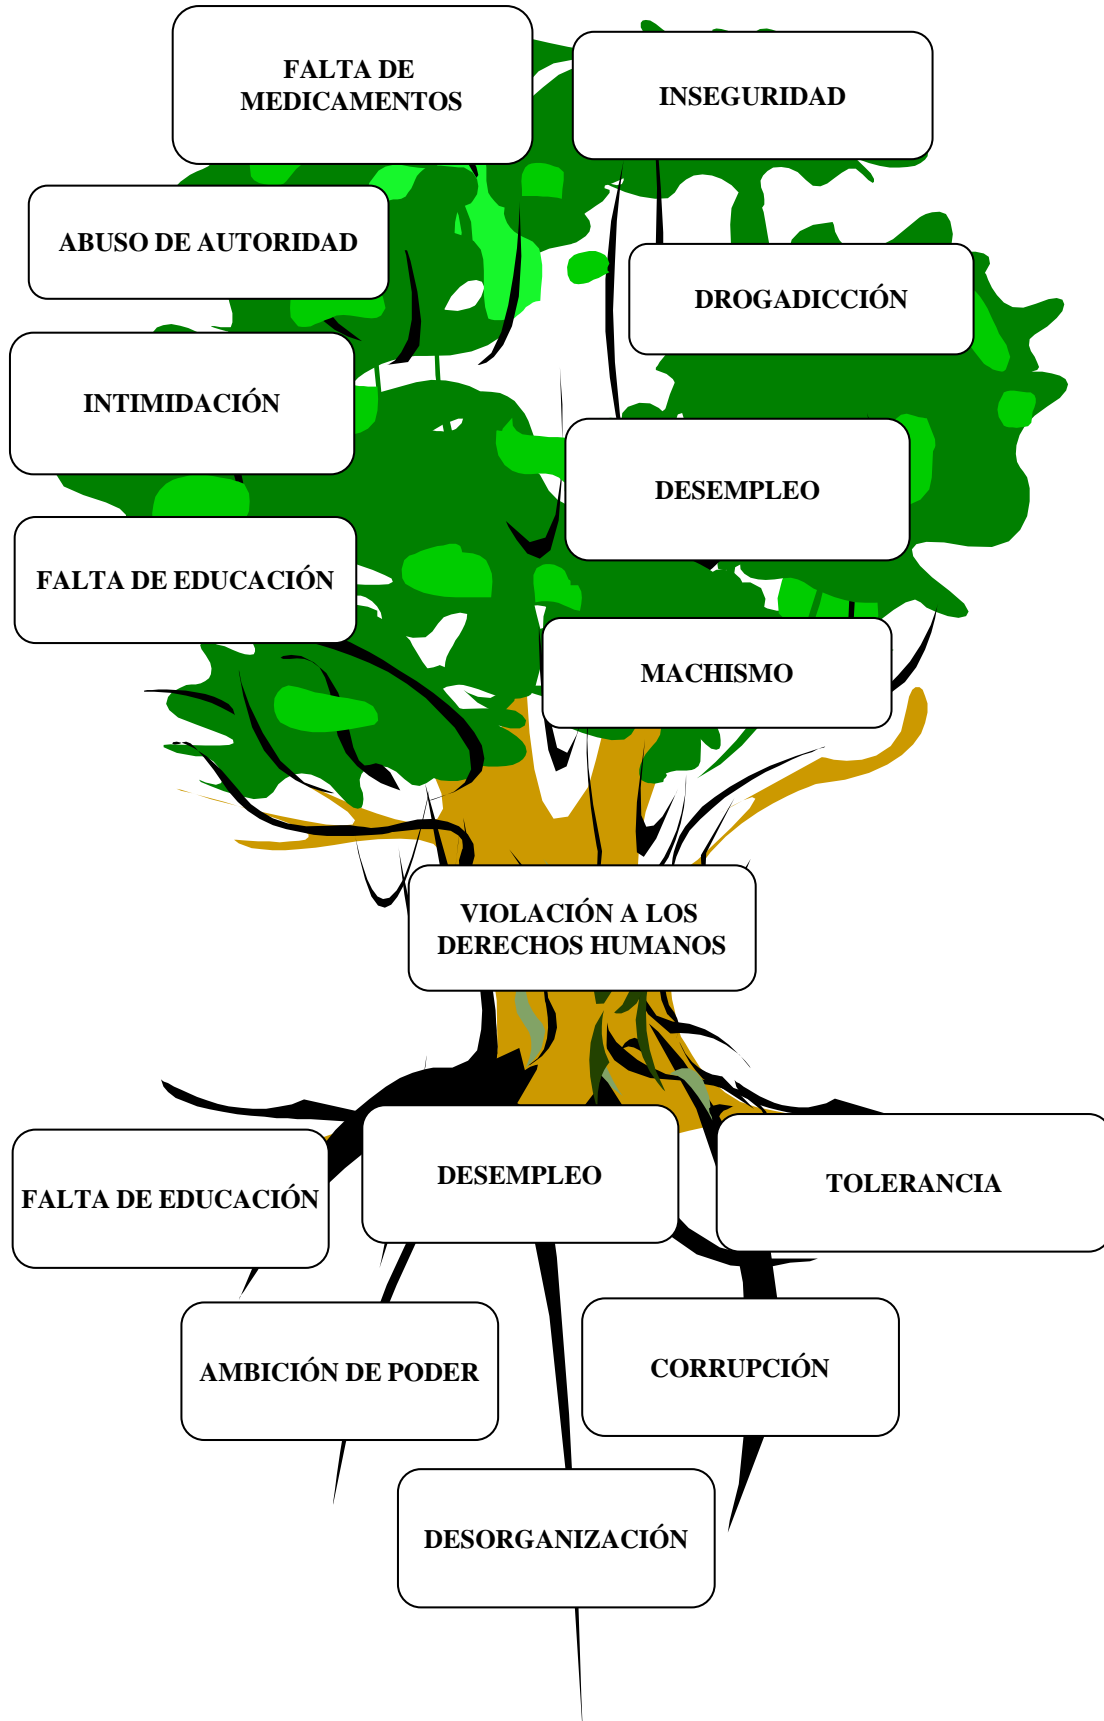 FALTA DE
MEDICAMENTOS
INSEGURIDAD
ABUSO DE AUTORIDAD
DROGADICCIÓN
INTIMIDACIÓN
DESEMPLEO
FALTA DE EDUCACIÓN
MACHISMO
VIOLACIÓN A LOS
DERECHOS HUMANOS
FALTA DE EDUCACIÓN
DESEMPLEO
TOLERANCIA
AMBICIÓN DE PODER
CORRUPCIÓN
DESORGANIZACIÓN